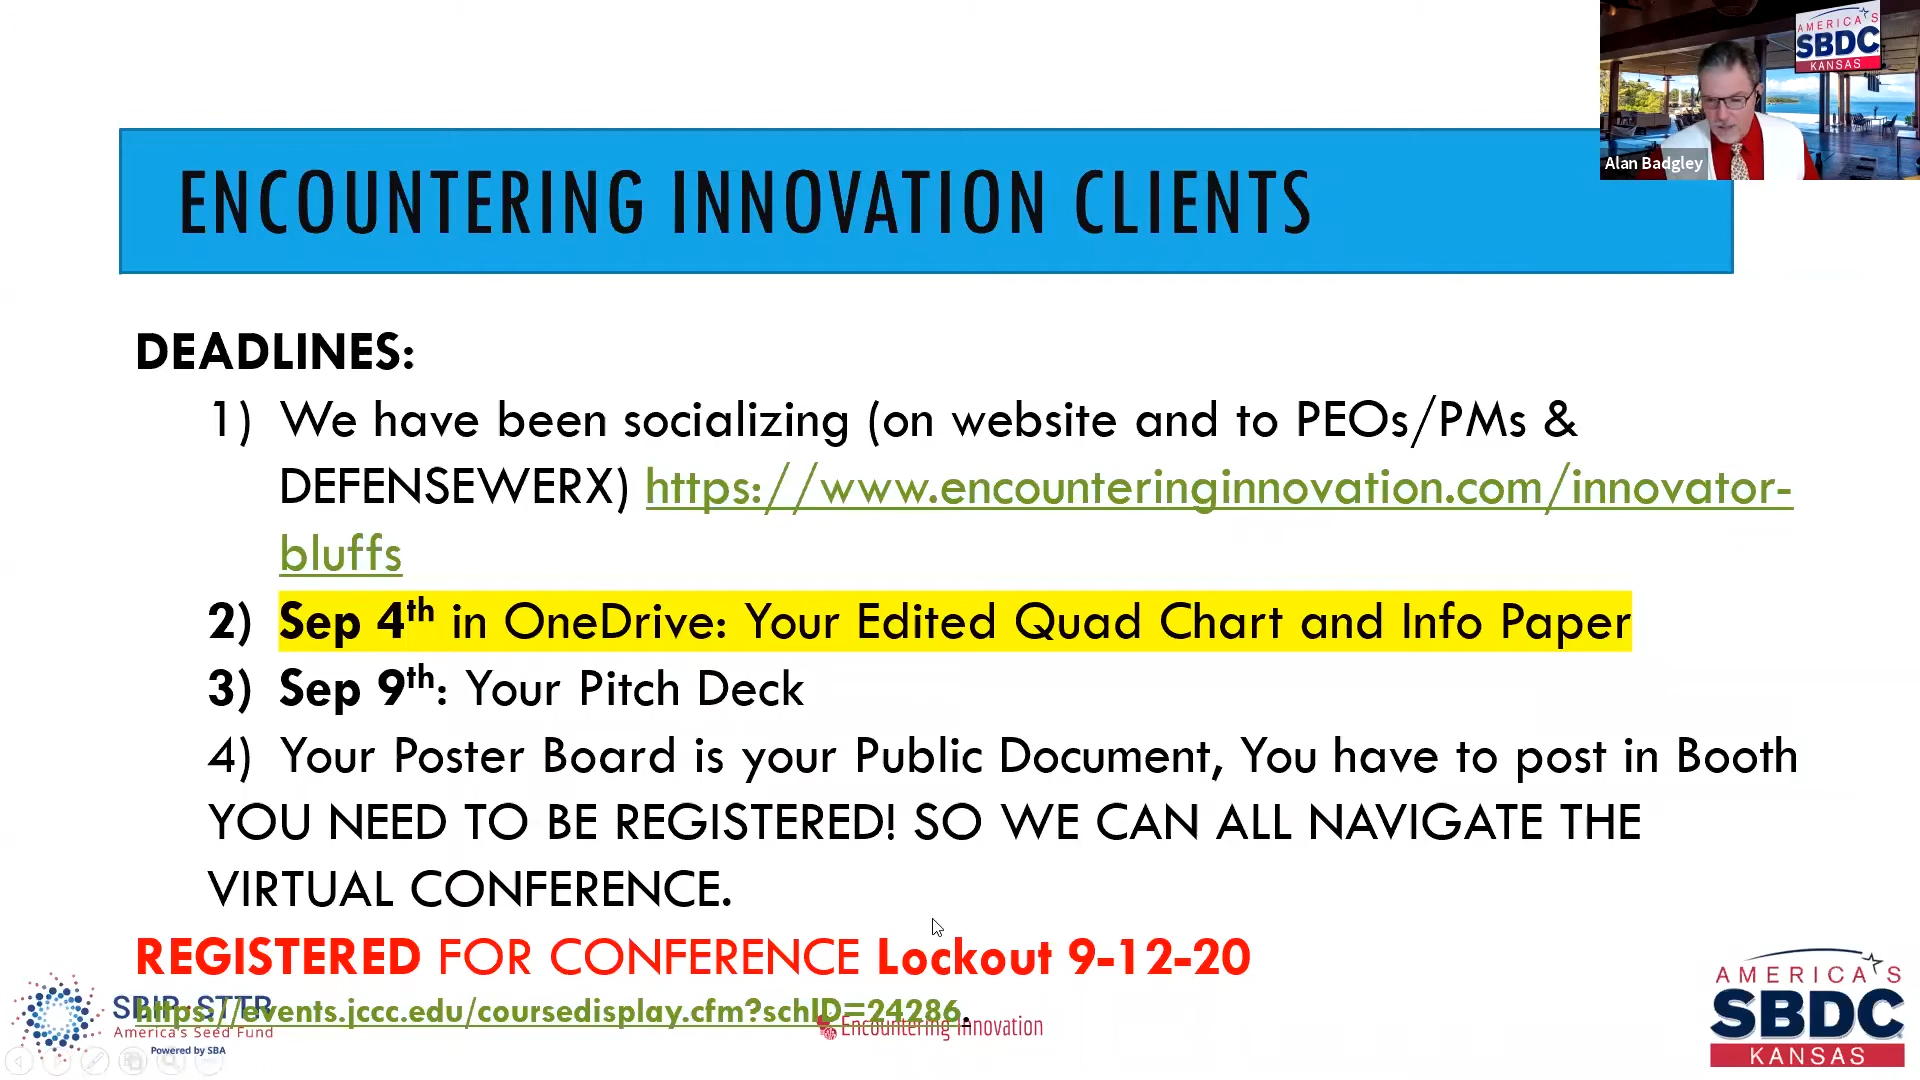 AMERICA'S
SBDC
KANSAS
Alan Badgley
ENCOUNTERING INNOVATION CLIENTS
DEADLINES:
1) We have been socializing (on website and to PEOs/PMs &
DEFENSEWERX) https://www.encounteringinnovation.com/innovator-
bluffs
2) Sep 4th in OneDrive: Your Edited Quad Chart and Info Paper
3) Sep 9th: Your Pitch Deck
4) Your Poster Board is your Public Document, You have to post in Booth
YOU NEED TO BE REGISTERED! SO WE CAN ALL NAVIGATE THE
VIRTUAL CONFERENCE.
REGISTERED FOR CONFERENCE Lockout 9-12-20
https://events.jccc.edu/coursedisplay.cfm?schID=24286.
SBIR·STTR
America's Seed Fund
Powered by SBA
Encountering Innovation
AMERICA'S
SBDC
KANSAS